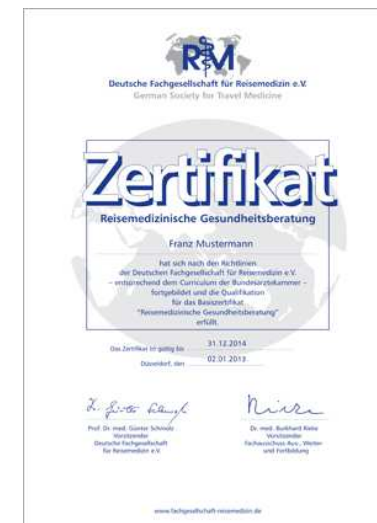 RM
Deutsche Fachgesellschaft für Reisemedizin e.V.
German Society for Travel Medicine
Zertifikat
Reisemedizinische Gesundheitsberatung
Franz Mustermann
hat sich nach den Richtlinien
der Deutschen Fachgesellschaft für Reisemedizin e.V.
– entsprechend dem Curriculum der Bundesärztekammer –
fortgebildet und die Qualifikation
für das Basiszertifikat
"Reisemedizinische Gesundheitsberatung"
erfüllt.
Das Zertifikat ist gültig bis 31.12.2014
Düsseldorf, den 02.01.2013
Prof. Dr. med. Günter Schmolz
Vorsitzender
Deutsche Fachgesellschaft
für Reisemedizin e.V.
Dr. med. Burkhard Rieke
Vorsitzender
Fachausschuss Aus-, Weiter-
und Fortbildung
www.fachgesellschaft-reisemedizin.de